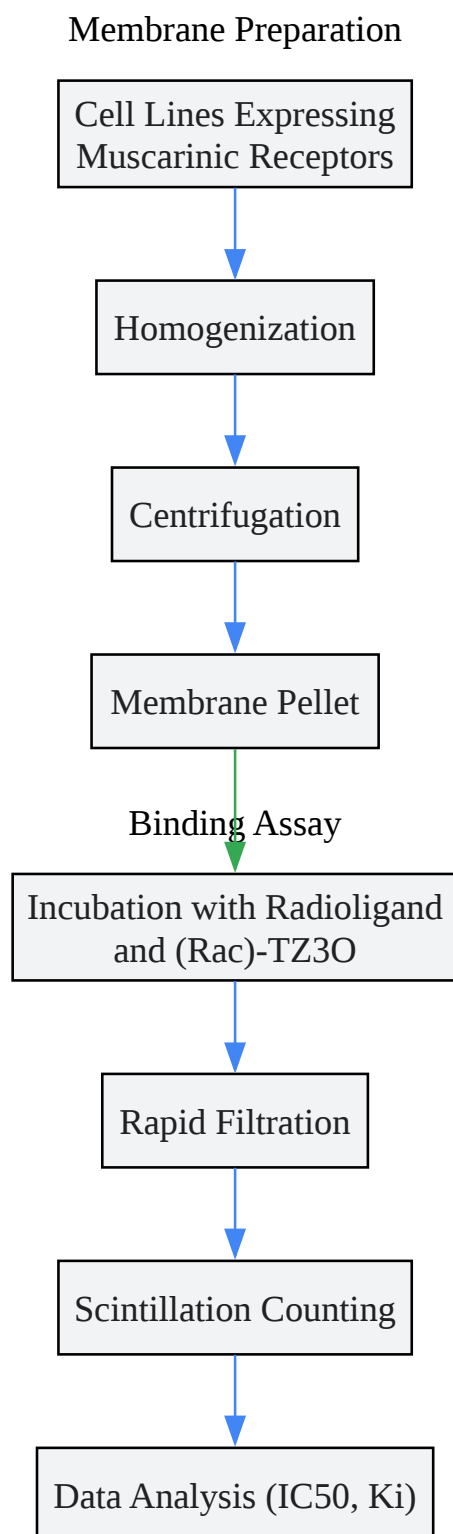 Membrane Preparation
Cell Lines Expressing
Muscarinic Receptors
Homogenization
Centrifugation
Membrane Pellet
Binding Assay
Incubation with Radioligand
and (Rac)-TZ3O
Rapid Filtration
Scintillation Counting
Data Analysis (IC50, Ki)